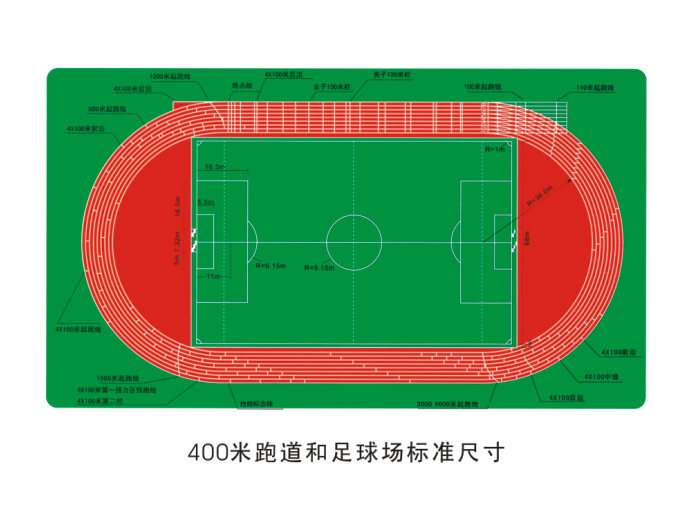 1000米起跑线
4X100米后沿
男子100米栏
4X100米后沿
终点线
女子100米栏
100米起跑线
110米起跑线
800米起跑线
4X100米前沿
R=1m
16.5m
R=36.0m
16.5m
5.5m
68m
7.32m
5m
R=9.15m
R=9.15m
11m
4X100米起跑线
4X100前沿
1500米起跑线
4X100中线
4X100米第一接力区预跑线
4X100米第二栏
抢跑标志线
3000 5000米起跑线
4X100后沿
400米跑道和足球场标准尺寸